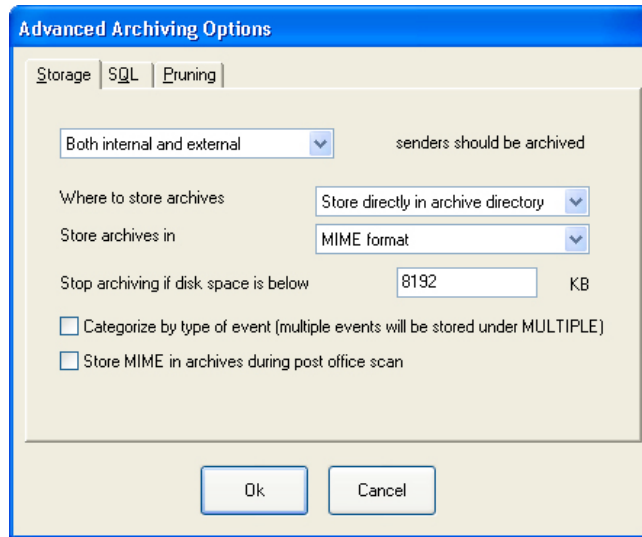 Advanced Archiving Options
Storage SQL Pruning
Both internal and external senders should be archived
Where to store archives Store directly in archive directory
Store archives in MIME format
Stop archiving if disk space is below 8192 KB
Categorize by type of event (multiple events will be stored under MULTIPLE)
Store MIME in archives during post office scan
Ok Cancel